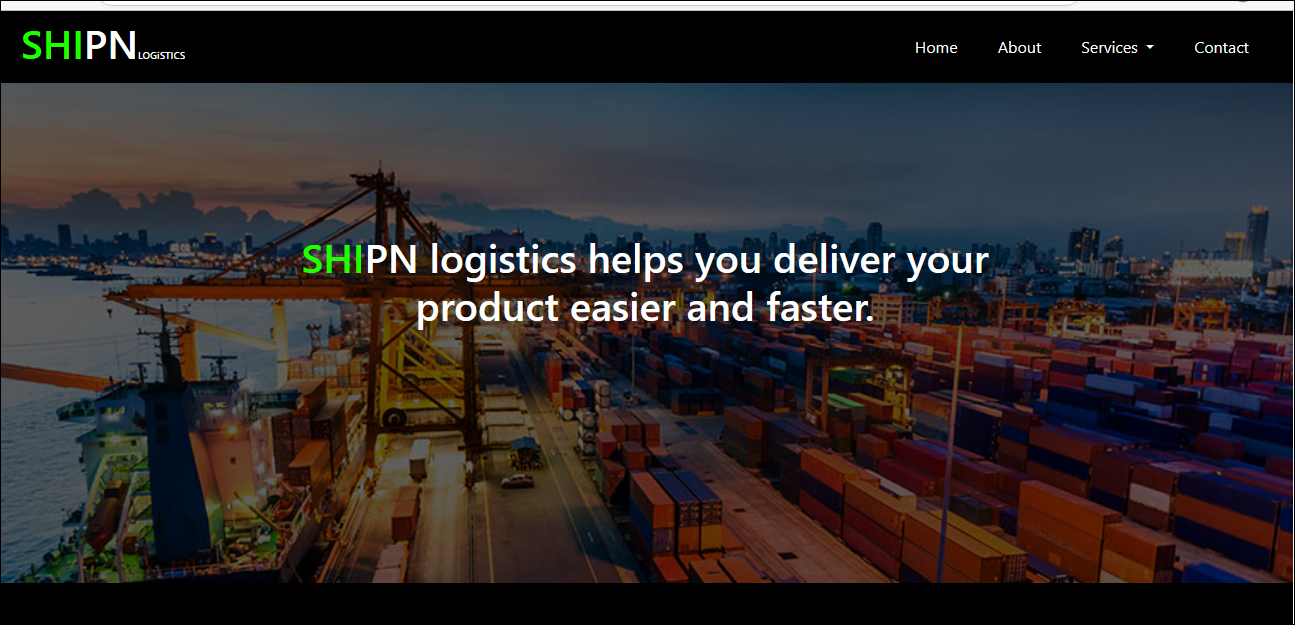 SHIPN LOGiSTICS
Home About Services Contact
SHIPN logistics helps you deliver your
product easier and faster.